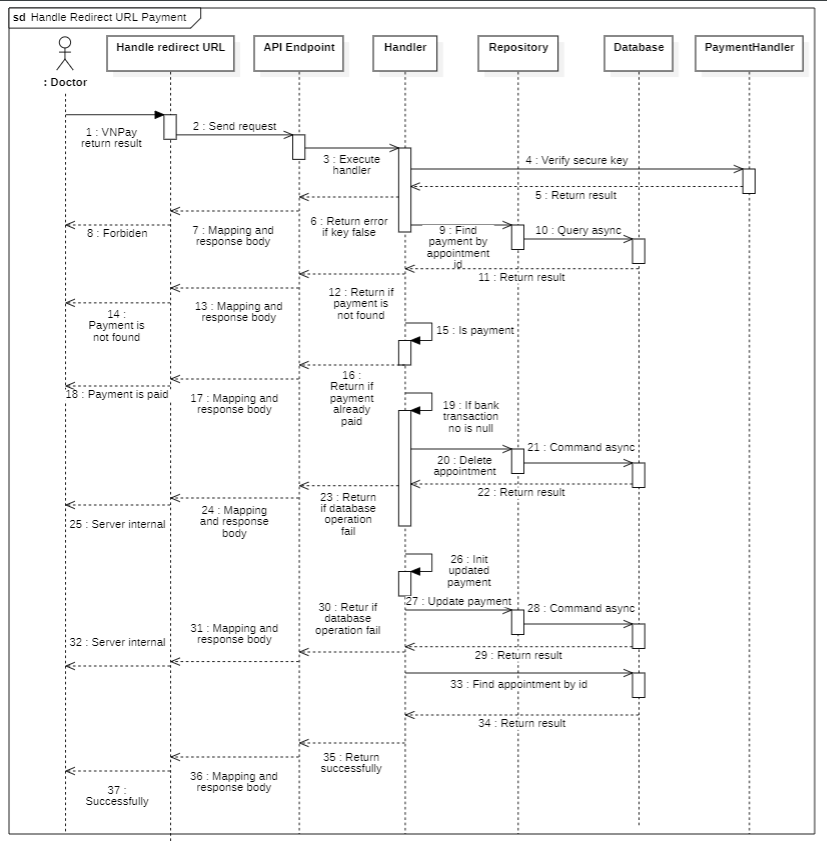 sd Handle Redirect URL Payment
Handle redirect URL
API Endpoint
Handler
Repository
Database
PaymentHandler
: Doctor
1 : VNPay
return result
2 : Send request
3 : Execute
handler
4 : Verify secure key
5 : Return result
6 : Return error
if key false
7 : Mapping and
response body
8 : Forbiden
9 : Find
payment by
appointment
id
10 : Query async
11 : Return result
12 : Return if
payment is
not found
13 : Mapping and
response body
14 :
Payment is
not found
15 : Is payment
16 :
Return if
payment
already
paid
17 : Mapping and
response body
18 : Payment is paid
19 : If bank
transaction
no is null
20 : Delete
appointment
21 : Command async
22 : Return result
23 : Return
if database
operation
fail
24 : Mapping
and response
body
25 : Server internal
26 : Init
updated
payment
27 : Update payment
28 : Command async
29 : Return result
30 : Retur if
database
operation fail
31 : Mapping and
response body
32 : Server internal
33 : Find appointment by id
34 : Return result
35 : Return
successfully
36 : Mapping and
response body
37 :
Successfully